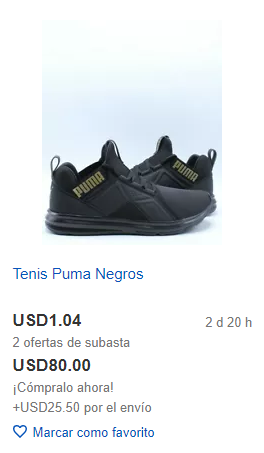 PUMA PUMA
Tenis Puma Negros
USD1.04 2 d 20 h
2 ofertas de subasta
USD80.00
¡Cómpralo ahora!
+USD25.50 por el envío
Marcar como favorito